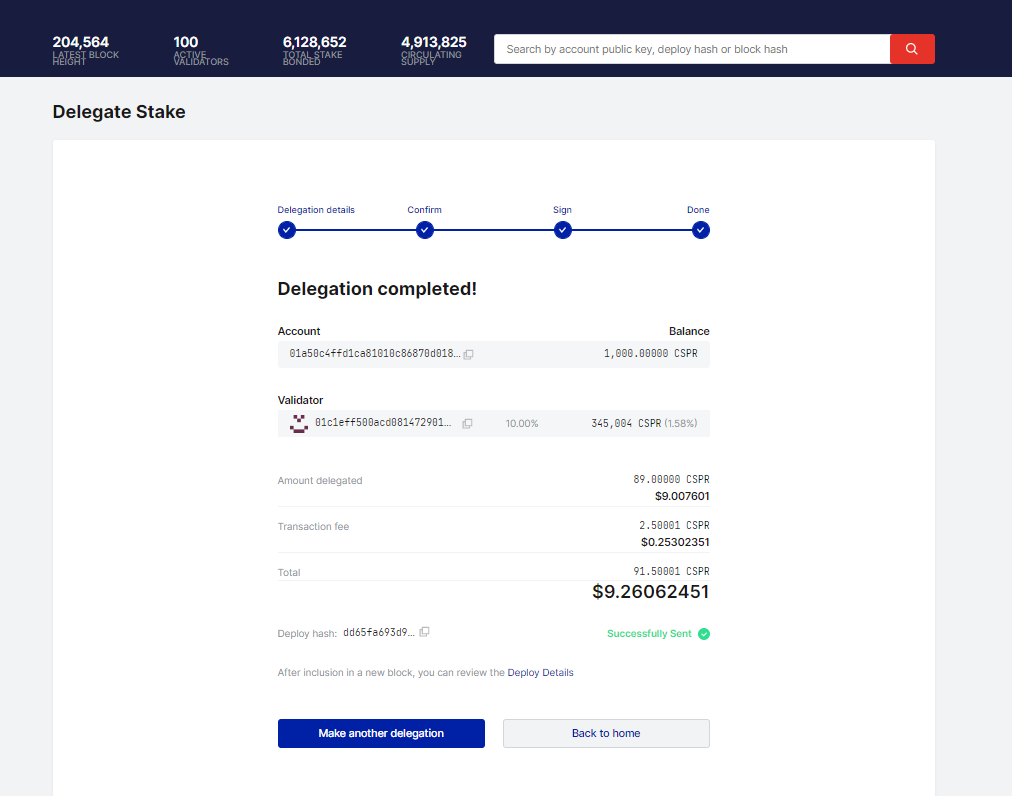 204,564
LATEST BLOCK
HEIGHT
100
ACTIVE
VALIDATORS
6,128,652
TOTAL STAKE
BONDED
4,913,825
CIRCULATING
SUPPLY
Search by account public key, deploy hash or block hash
Delegate Stake
Delegation details Confirm Sign Done
Delegation completed!
Account Balance
01a50c4ffd1ca81010c86870d018... 1,000.00000 CSPR
Validator
01c1eff500acd081472901... 10.00% 345,004 CSPR (1.58%)
Amount delegated 89.00000 CSPR
$9.007601
Transaction fee 2.50001 CSPR
$0.25302351
Total 91.50001 CSPR
$9.26062451
Deploy hash: dd65fa693d9... Successfully Sent
After inclusion in a new block, you can review the Deploy Details
Make another delegation Back to home